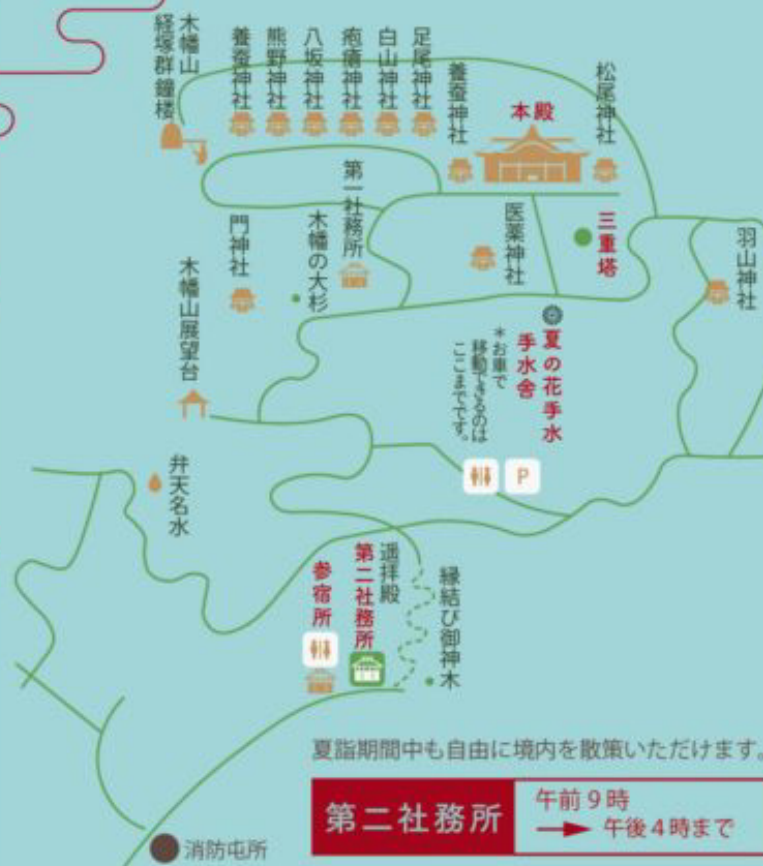 木幡山
経塚群鐘楼
養蚕神社
熊野神社
八坂神社
疱瘡神社
白山神社
足尾神社
養蚕神社
本殿
松尾神社
第一社務所
木幡の大杉
門神社
木幡山展望台
医薬神社
三重塔
羽山神社
夏の花手水
手水舎
*お車で
移動できるのは
ここまでです。
P
弁天名水
遥拝殿
第二社務所
参宿所
縁結び御神木
夏詣期間中も自由に境内を散策いただけます。
第二社務所
午前9時
午後4時まで
消防屯所